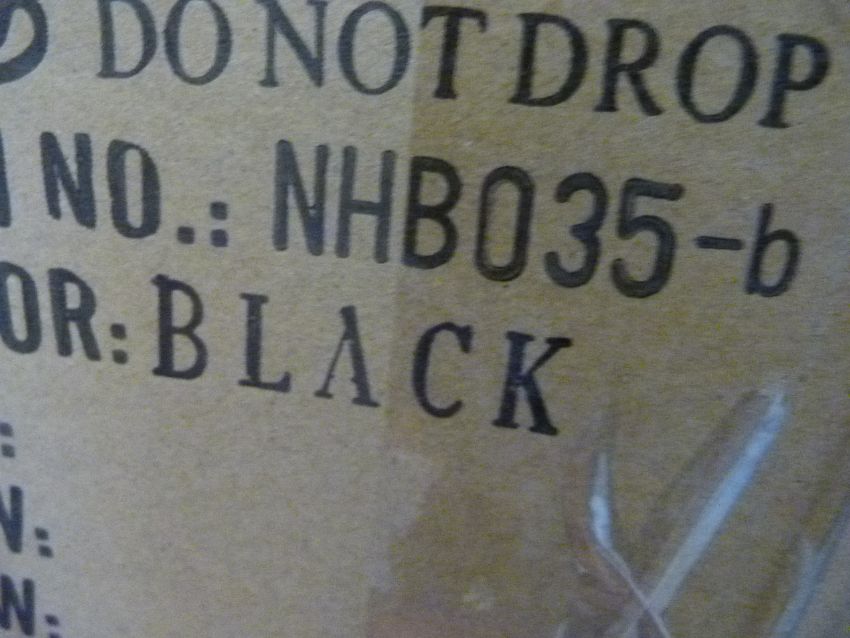 DO NOT DROP
NO.: NHB035-b
OR: BLACK
:
N:
N: